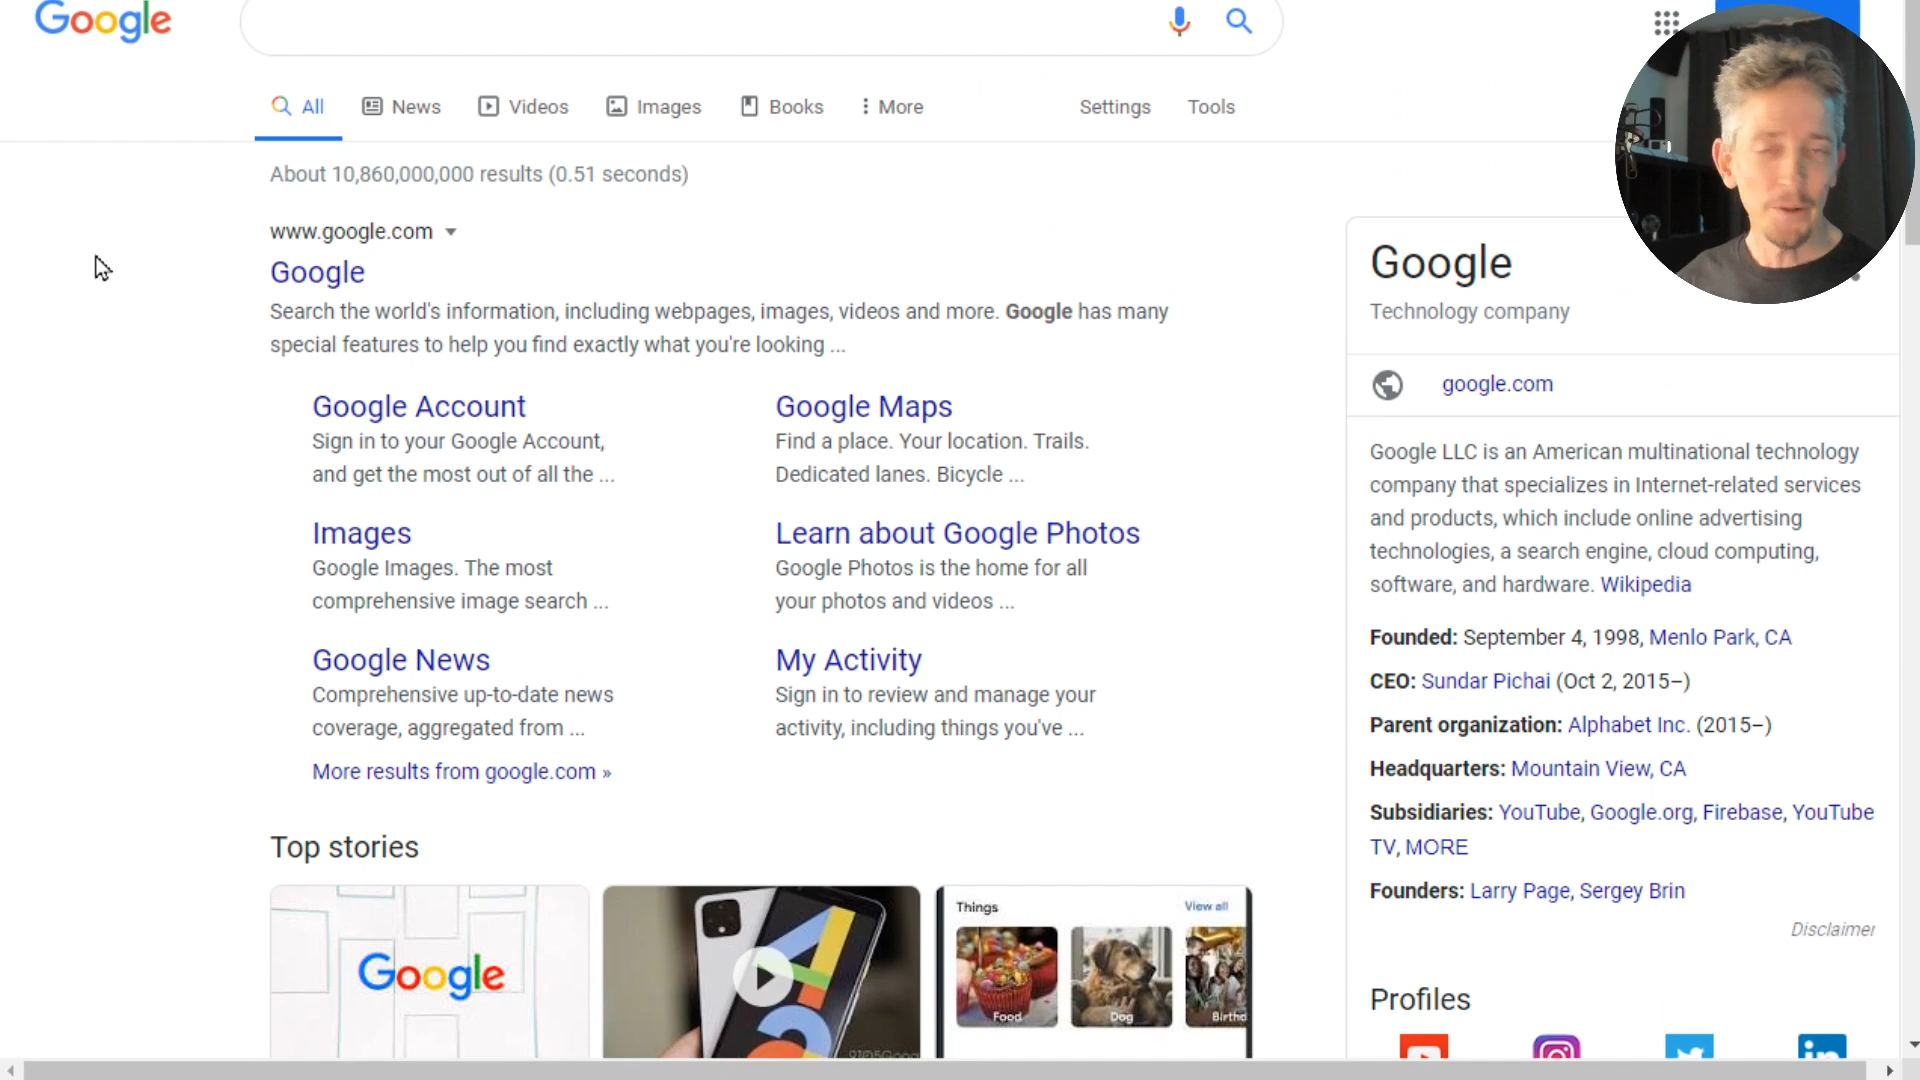 Google
All
News
Videos
Images
Books
More
Settings
Tools
About 10,860,000,000 results (0.51 seconds)
www.google.com
Google
Search the world's information, including webpages, images, videos and more. Google has many
special features to help you find exactly what you're looking ...
Google Account
Sign in to your Google Account,
and get the most out of all the ...
Google Maps
Find a place. Your location. Trails.
Dedicated lanes. Bicycle ...
Images
Google Images. The most
comprehensive image search ...
Learn about Google Photos
Google Photos is the home for all
your photos and videos ...
Google News
Comprehensive up-to-date news
coverage, aggregated from ...
My Activity
Sign in to review and manage your
activity, including things you've ...
More results from google.com »
Top stories
Google
Things
View all
Food
Dog
Google
Technology company
google.com
Google LLC is an American multinational technology
company that specializes in Internet-related services
and products, which include online advertising
technologies, a search engine, cloud computing,
software, and hardware. Wikipedia
Founded: September 4, 1998, Menlo Park, CA
CEO: Sundar Pichai (Oct 2, 2015–)
Parent organization: Alphabet Inc. (2015–)
Headquarters: Mountain View, CA
Subsidiaries: YouTube, Google.org, Firebase, YouTube
TV, MORE
Founders: Larry Page, Sergey Brin
Disclaimer
Profiles